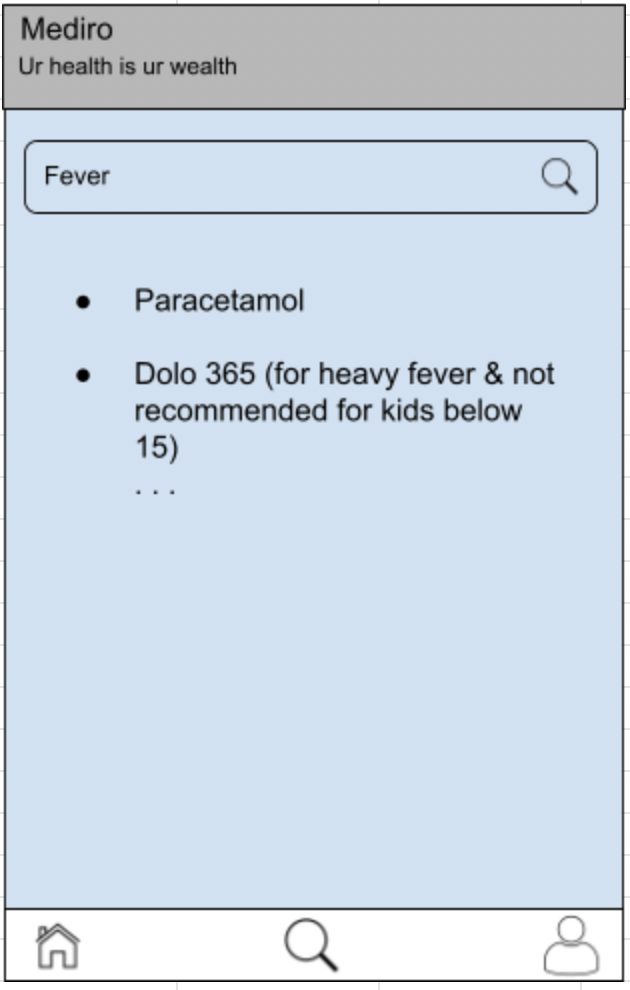 Mediro
Ur health is ur wealth
Fever
● Paracetamol
● Dolo 365 (for heavy fever & not
recommended for kids below
15)
. . .